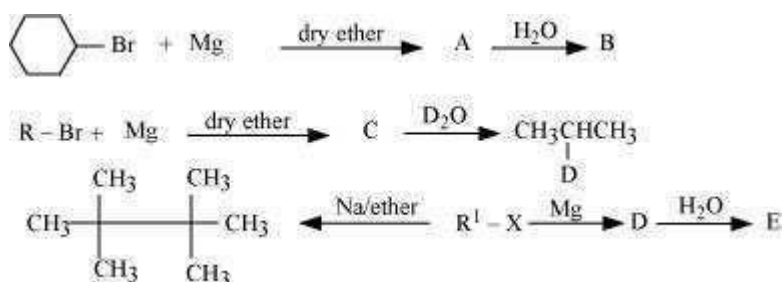 Br + Mg dry ether A H₂O B
R – Br + Mg dry ether C D₂O CH₃CHCH₃
D
CH₃ CH₃
CH₃ CH₃ Na/ether Rᴵ – X Mg D H₂O E
CH₃ CH₃